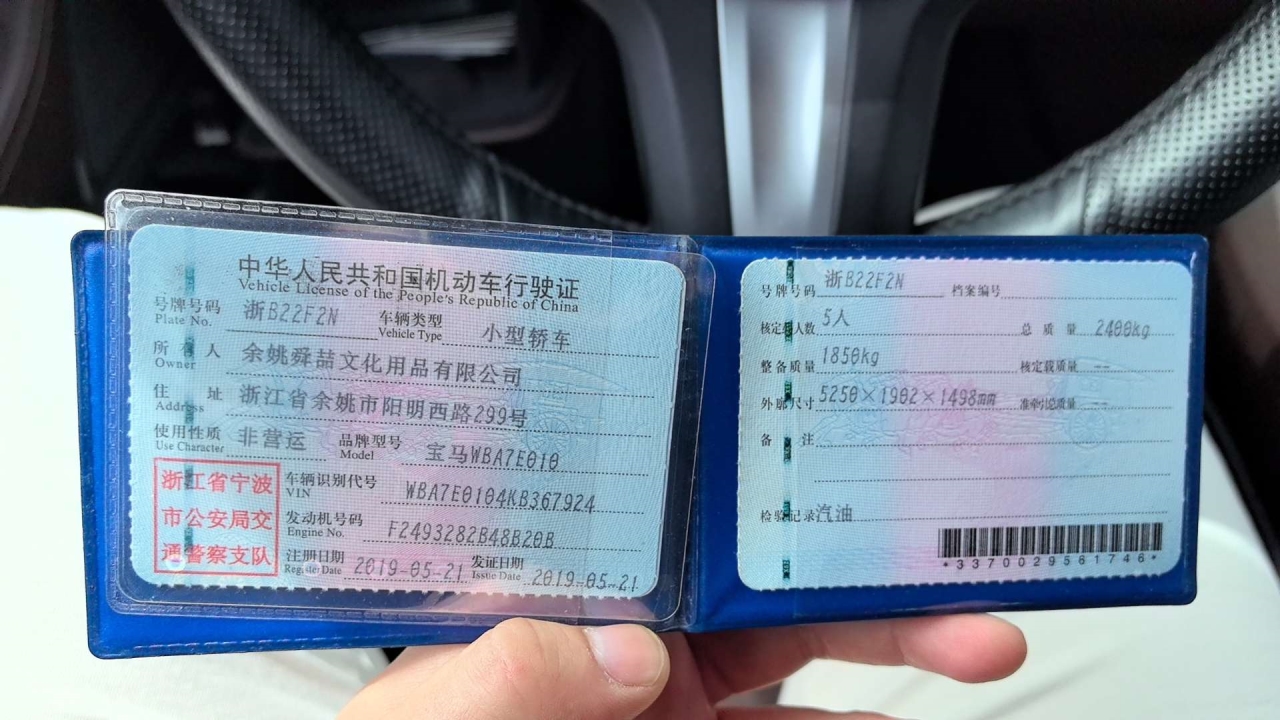 中华人民共和国机动车行驶证
Vehicle License of the People's Republic of China
号牌号码 浙B22F2N 车辆类型 小型轿车
Plate No. Vehicle Type
所有人 余姚舜喆文化用品有限公司
Owner
住址 浙江省余姚市阳明西路299号
Address
使用性质 非营运 品牌型号 宝马WBA7E010
Use Character Model
浙江省宁波
市公安局交
通警察支队
车辆识别代号 WBA7E0104KB367924
VIN
发动机号码 F2493282B48B20B
Engine No.
注册日期 2019-05-21 发证日期 2019-05-21
Register Date Issue Date
号牌号码 浙B22F2N 档案编号
核定载人数 5人 总质量 2400kg
整备质量 1850kg 核定载质量 --
外廓尺寸 5250×1902×1498mm 准牵引总质量 --
备注
检验记录 汽油
*3370029561746*